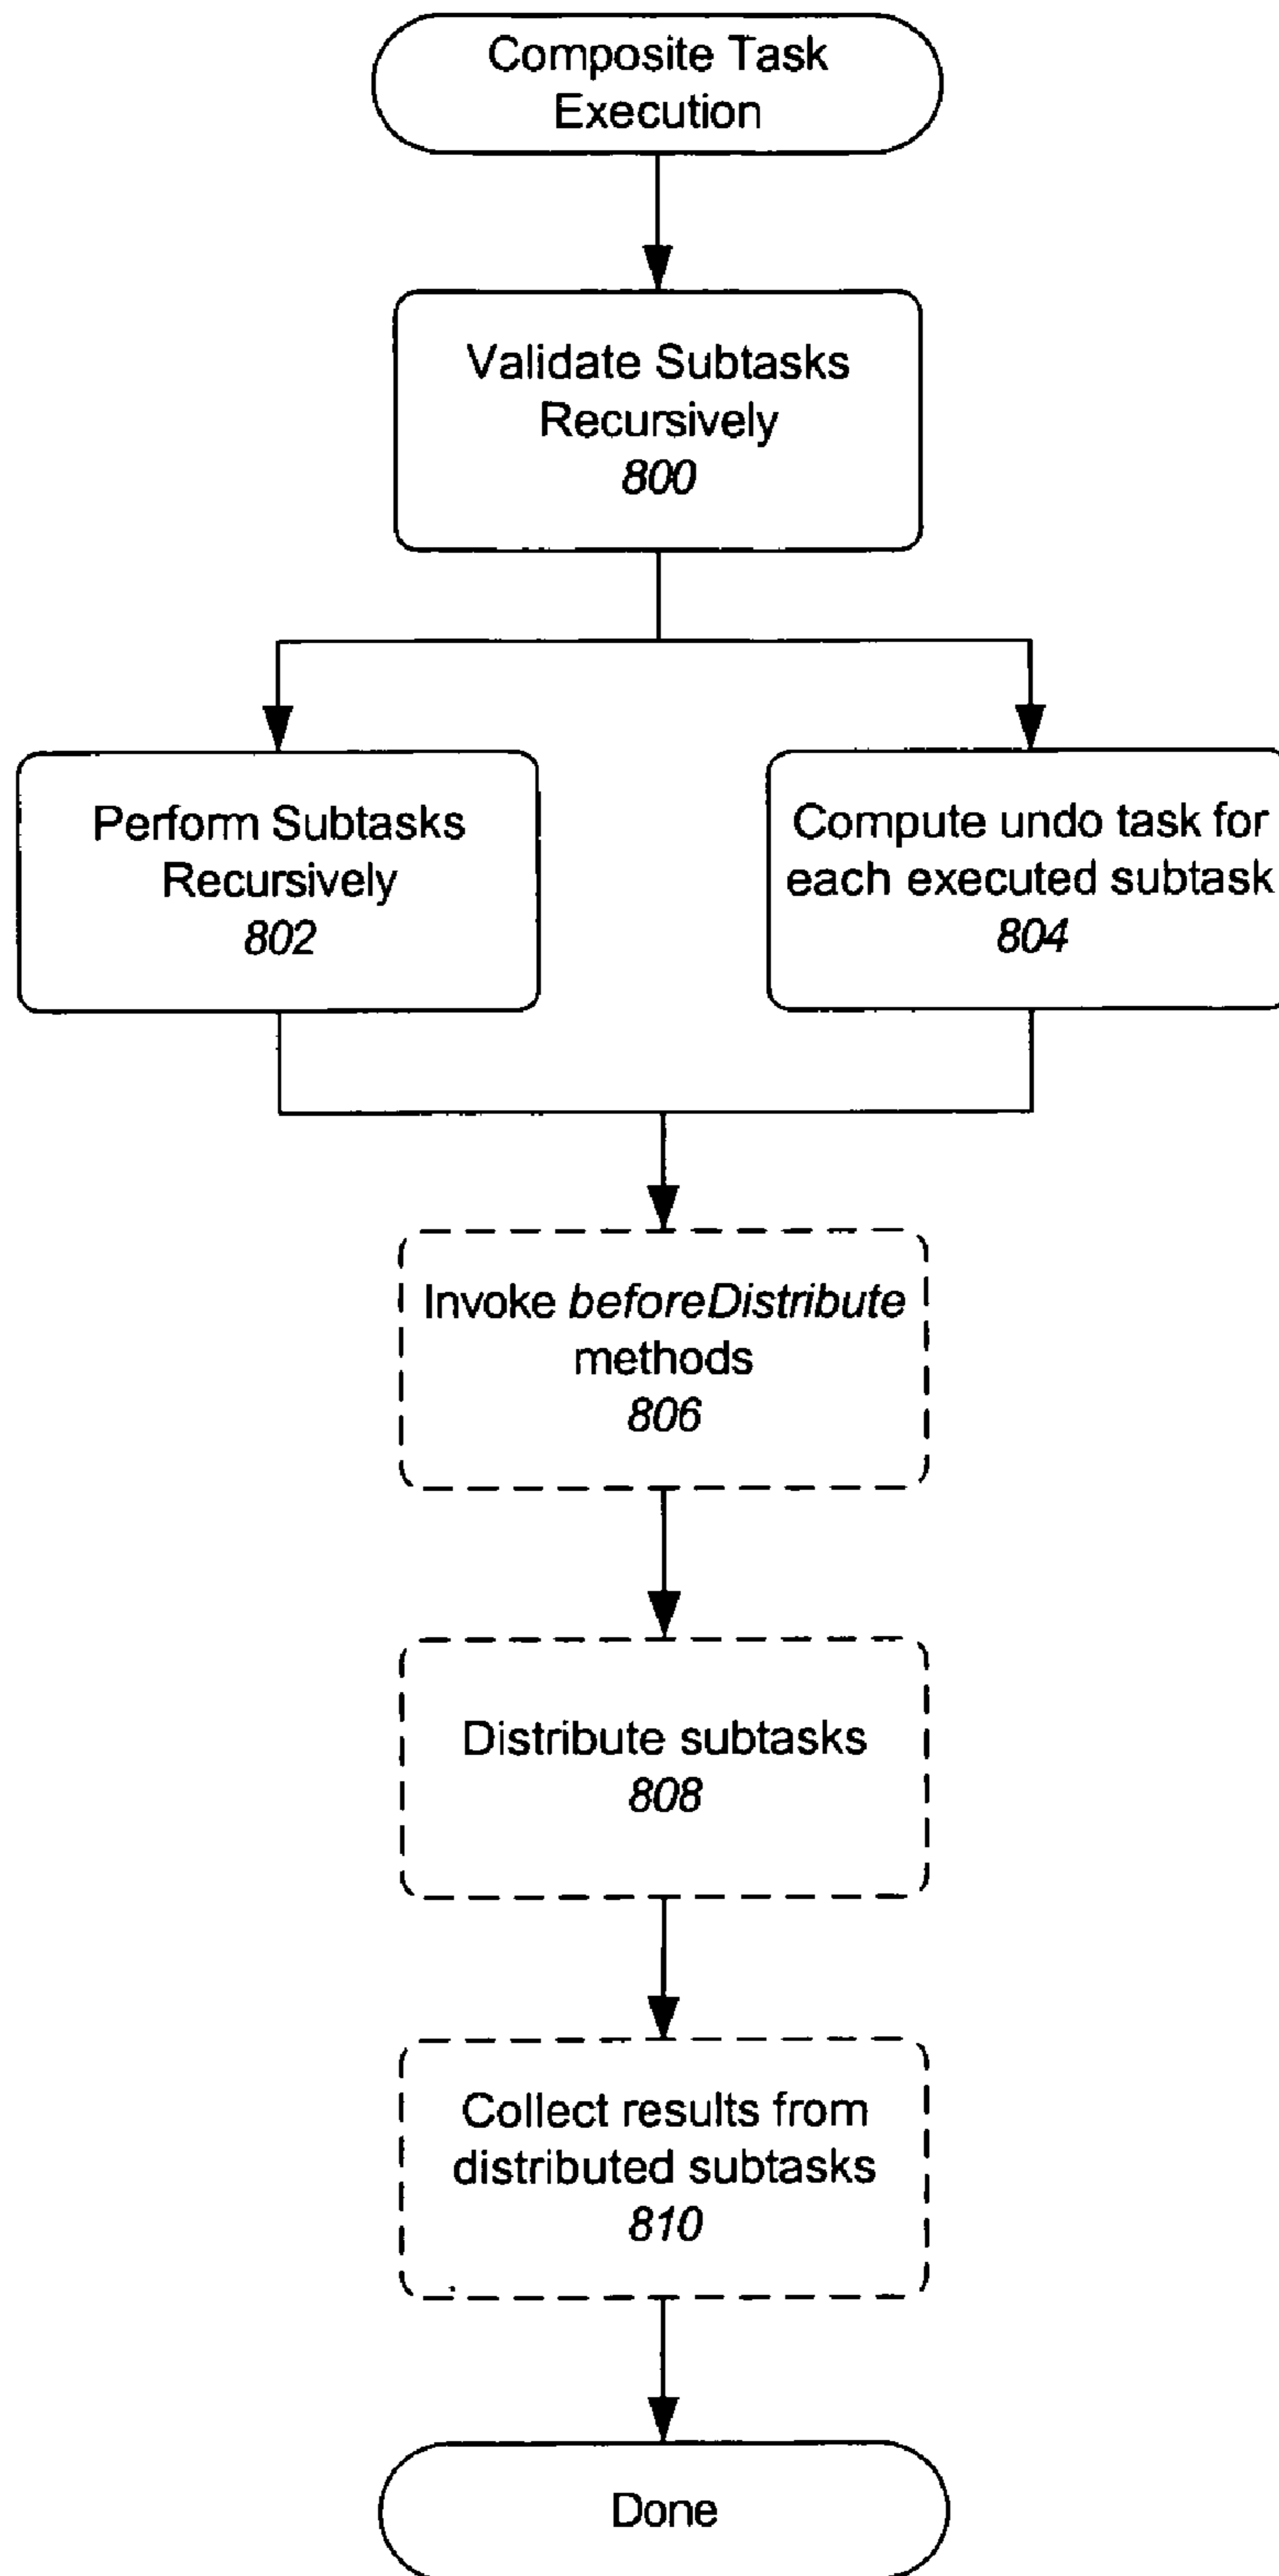 Composite Task
Execution
Validate Subtasks
Recursively
800
Perform Subtasks
Recursively
802
Compute undo task for
each executed subtask
804
Invoke beforeDistribute
methods
806
Distribute subtasks
808
Collect results from
distributed subtasks
810
Done